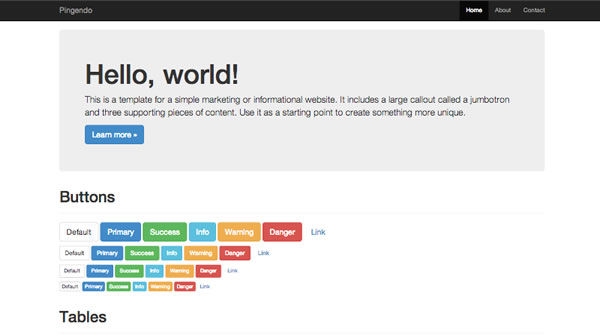 Pingendo Home About Contact
Hello, world!
This is a template for a simple marketing or informational website. It includes a large callout called a jumbotron
and three supporting pieces of content. Use it as a starting point to create something more unique.
Learn more »
Buttons
Default Primary Success Info Warning Danger Link
Default Primary Success Info Warning Danger Link
Default Primary Success Info Warning Danger Link
Default Primary Success Info Warning Danger Link
Tables